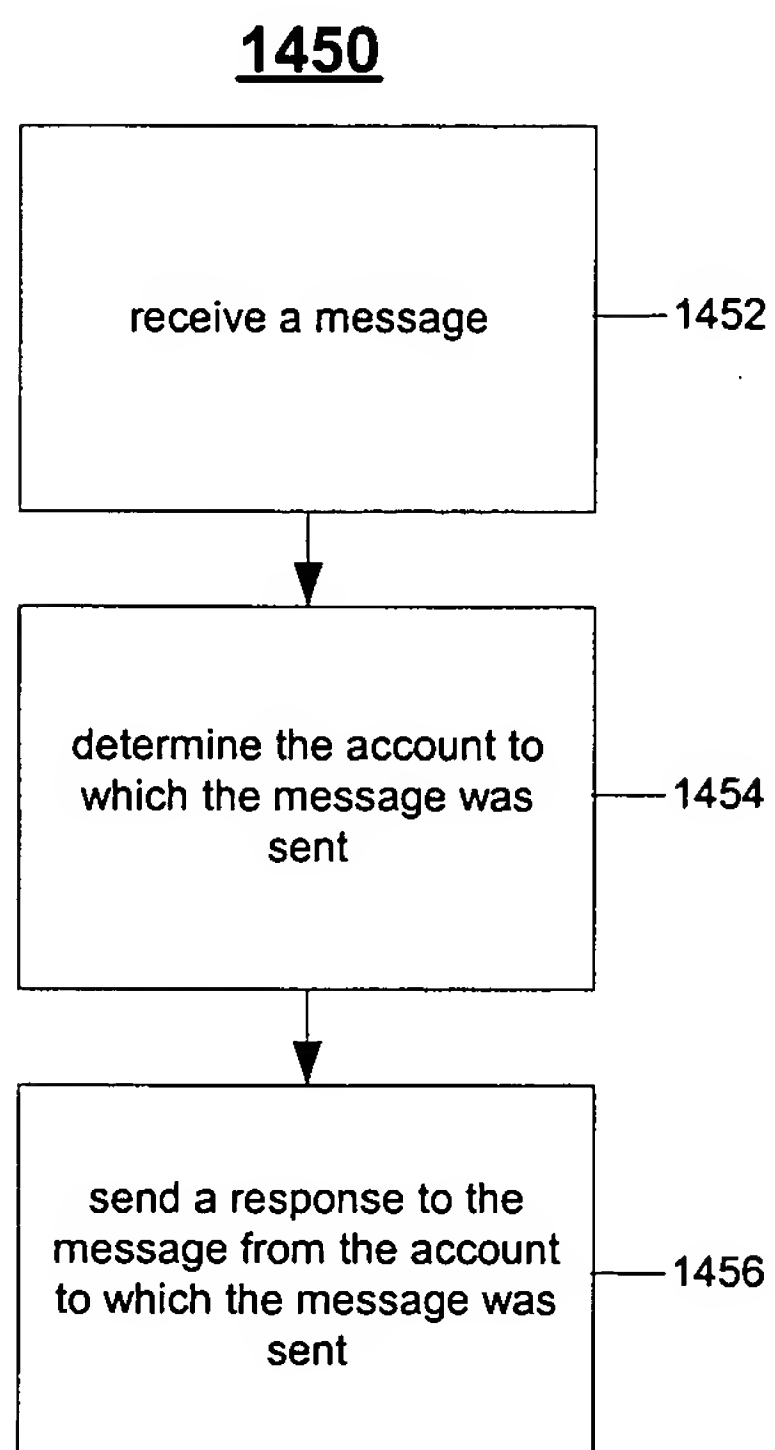 1450
receive a message
1452
determine the account to
which the message was
sent
1454
send a response to the
message from the account
to which the message was
sent
1456